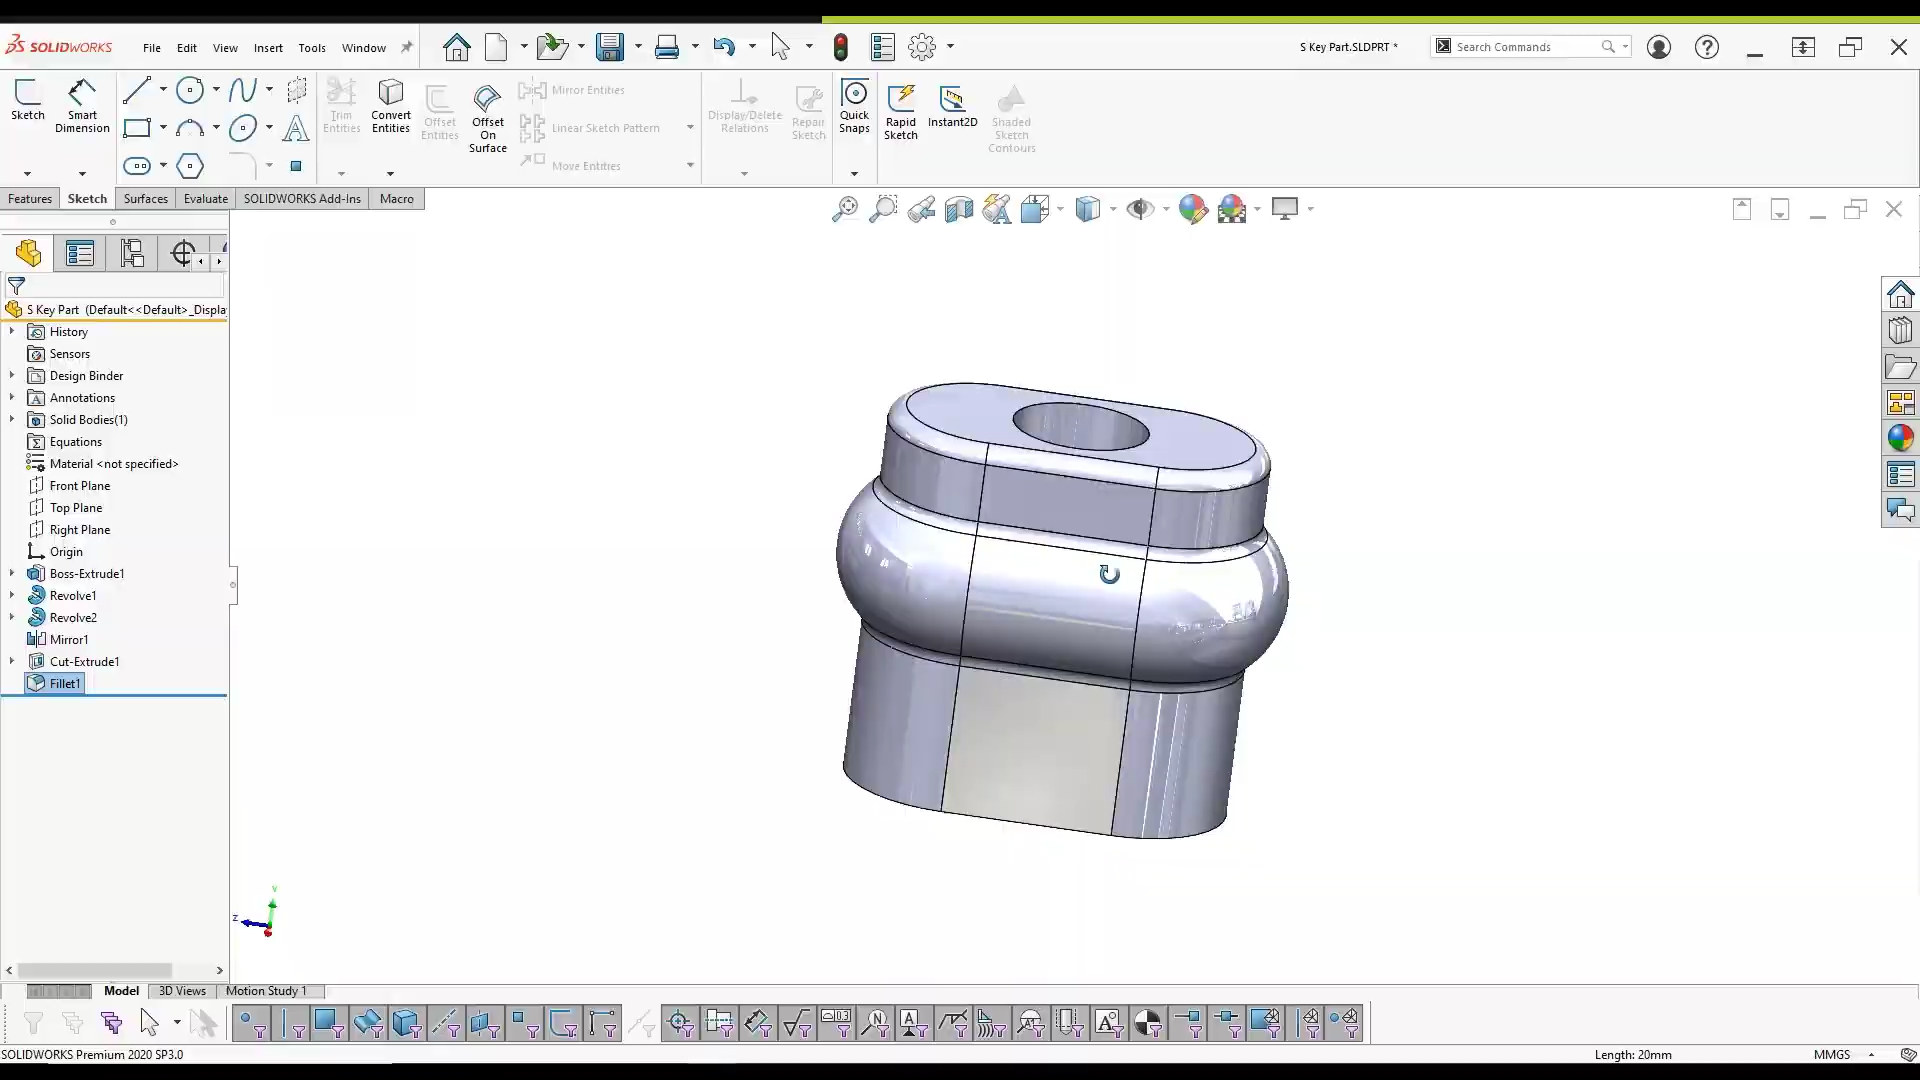 SOLIDWORKS File Edit View Insert Tools Window S Key Part.SLDPRT * Search Commands
Sketch
Smart
Dimension
Trim
Entities
Convert
Entities
Offset
Entities
Offset
On
Surface
Mirror Entities
Linear Sketch Pattern
Move Entities
Display/Delete
Relations
Repair
Sketch
Quick
Snaps
Rapid
Sketch
Instant2D
Shaded
Sketch
Contours
Features Sketch Surfaces Evaluate SOLIDWORKS Add-Ins Macro
S Key Part (Default<<Default>_Displa
History
Sensors
Design Binder
Annotations
Solid Bodies(1)
Equations
Material <not specified>
Front Plane
Top Plane
Right Plane
Origin
Boss-Extrude1
Revolve1
Revolve2
Mirror1
Cut-Extrude1
Fillet1
Y
Z
Model 3D Views Motion Study 1
SOLIDWORKS Premium 2020 SP3.0 Length: 20mm MMGS